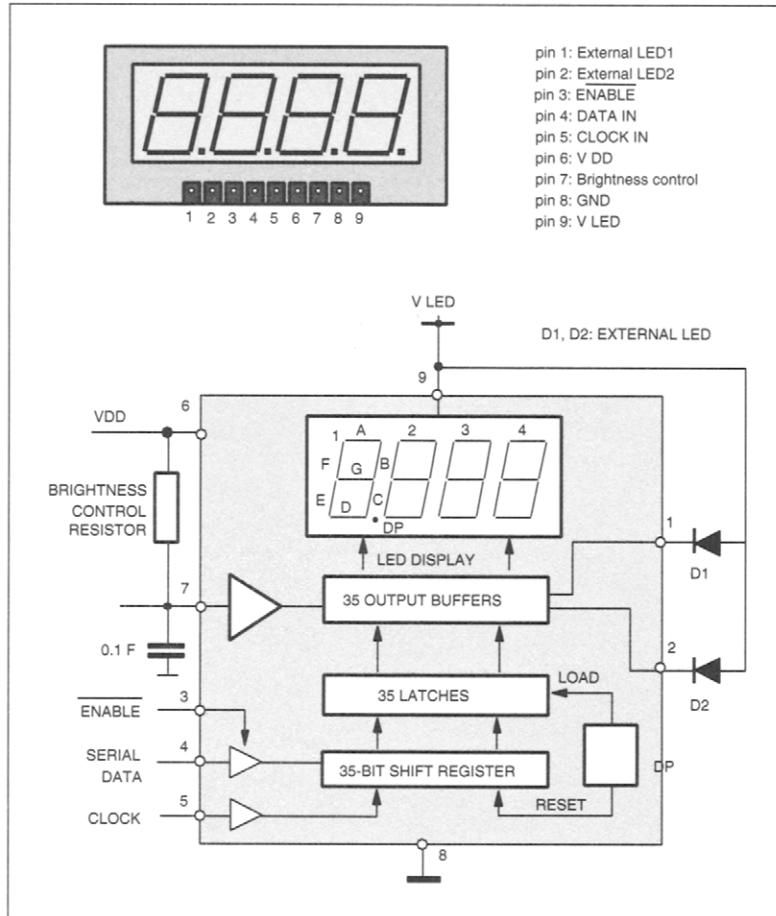 pin 1: External LED1
pin 2: External LED2
pin 3: ENABLE
pin 4: DATA IN
pin 5: CLOCK IN
pin 6: V DD
pin 7: Brightness control
pin 8: GND
pin 9: V LED
1 2 3 4 5 6 7 8 9
V LED
D1, D2: EXTERNAL LED
9
6
VDD
1 A 2 3 4
F G B
E D C
DP
BRIGHTNESS
CONTROL
RESISTOR
LED DISPLAY
1
D1
7
35 OUTPUT BUFFERS
0.1 F
2
D2
LOAD
35 LATCHES
3
ENABLE
4
SERIAL
DATA
35-BIT SHIFT REGISTER
DP
5
CLOCK
RESET
8